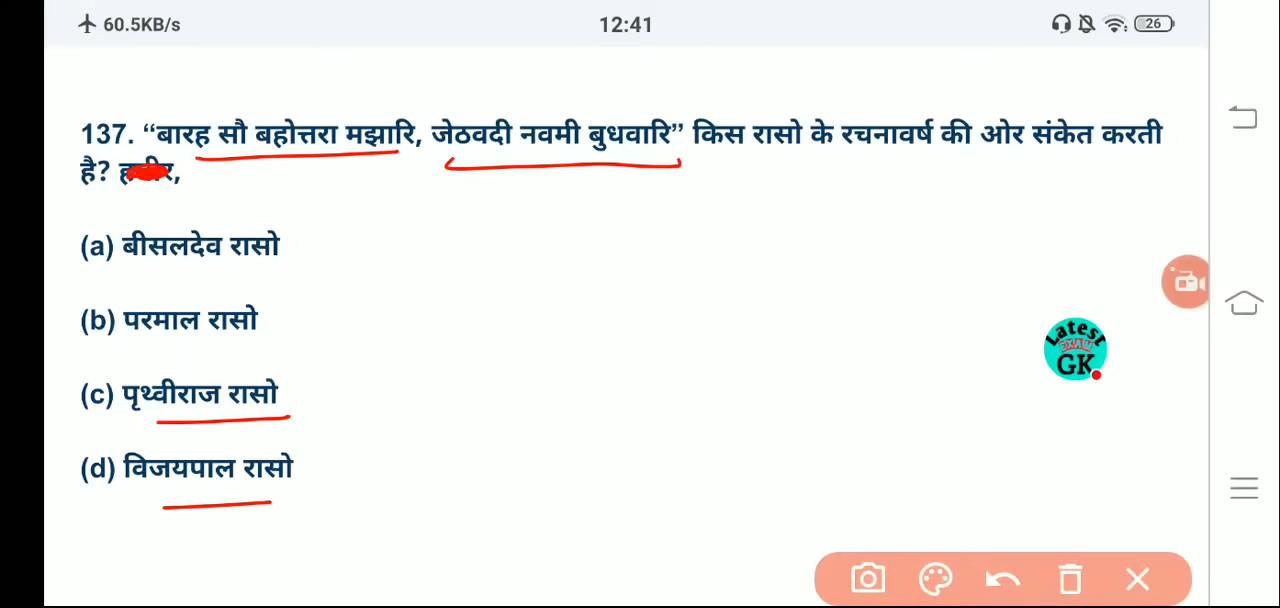 60.5KB/s 12:41 26
137. “बारह सौ बहोत्तरा मझारि, जेठवदी नवमी बुधवारि” किस रासो के रचनावर्ष की ओर संकेत करती
है?
(a) बीसलदेव रासो
(b) परमाल रासो
Latest
EXAM
GK
(c) पृथ्वीराज रासो
(d) विजयपाल रासो